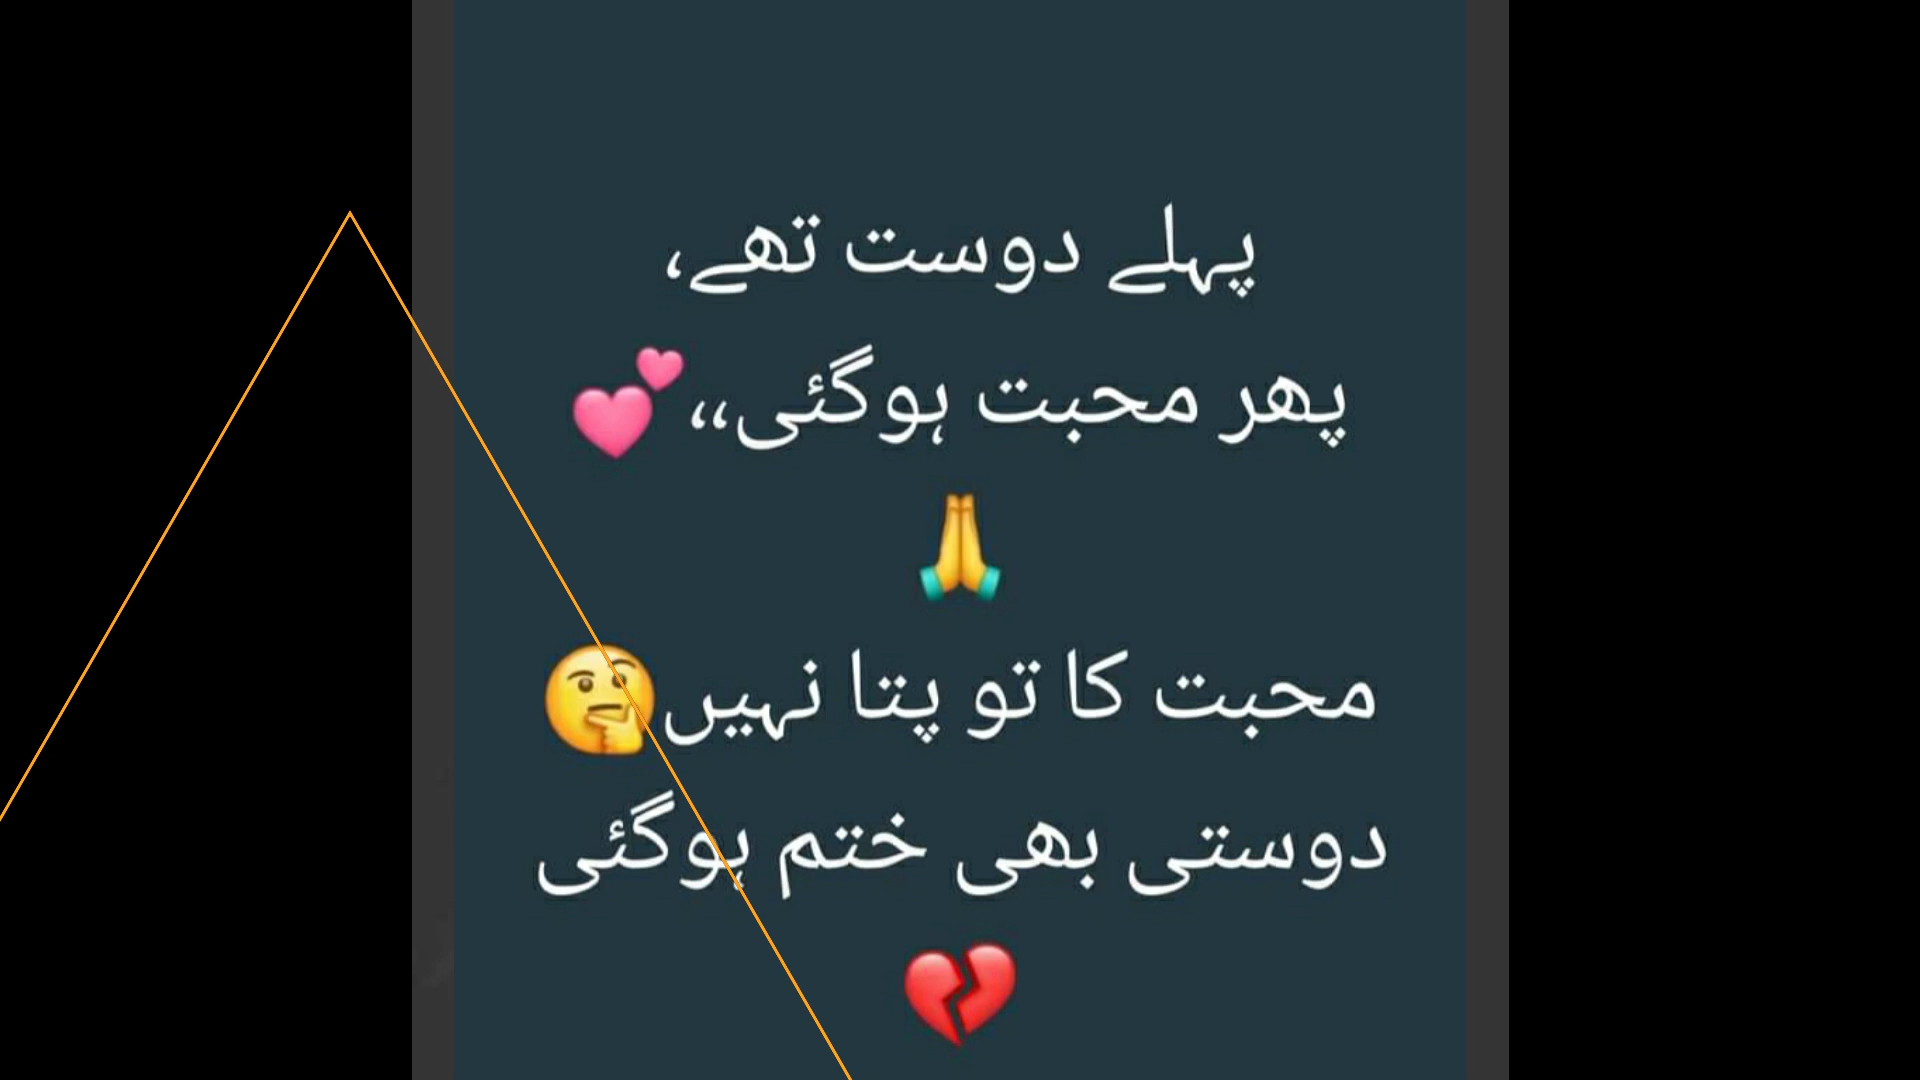 پہلے دوست تھے،
پھر محبت ہوگئی،،💕
🙏
محبت کا تو پتا نہیں🤔
دوستی بھی ختم ہوگئی
💔